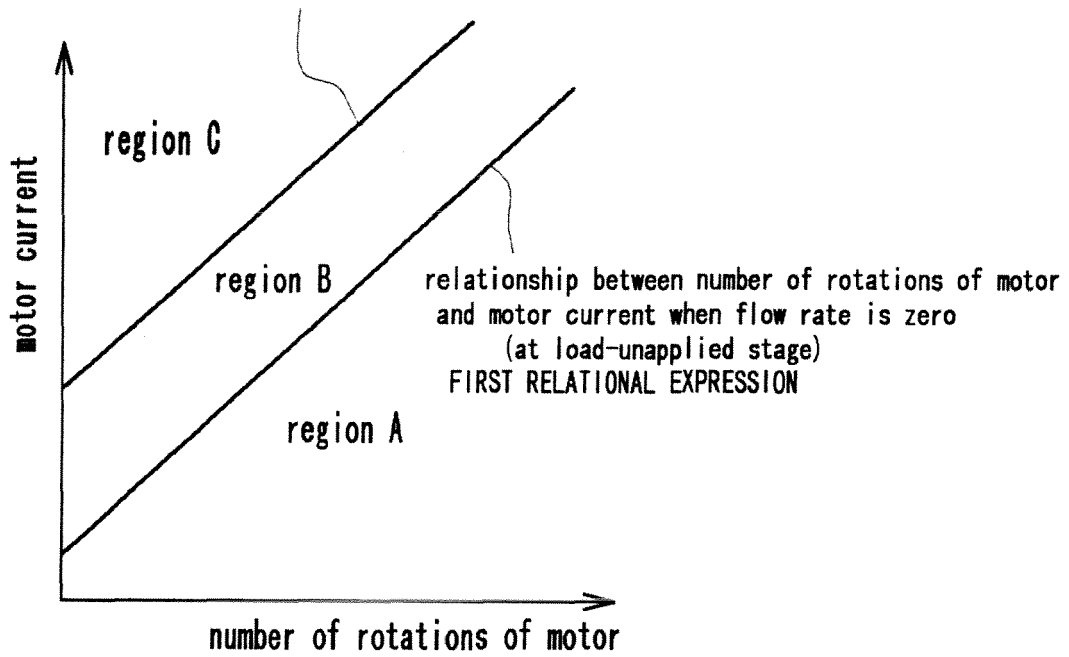 region C
motor current
region B
relationship between number of rotations of motor
and motor current when flow rate is zero
(at load-unapplied stage)
FIRST RELATIONAL EXPRESSION
region A
number of rotations of motor